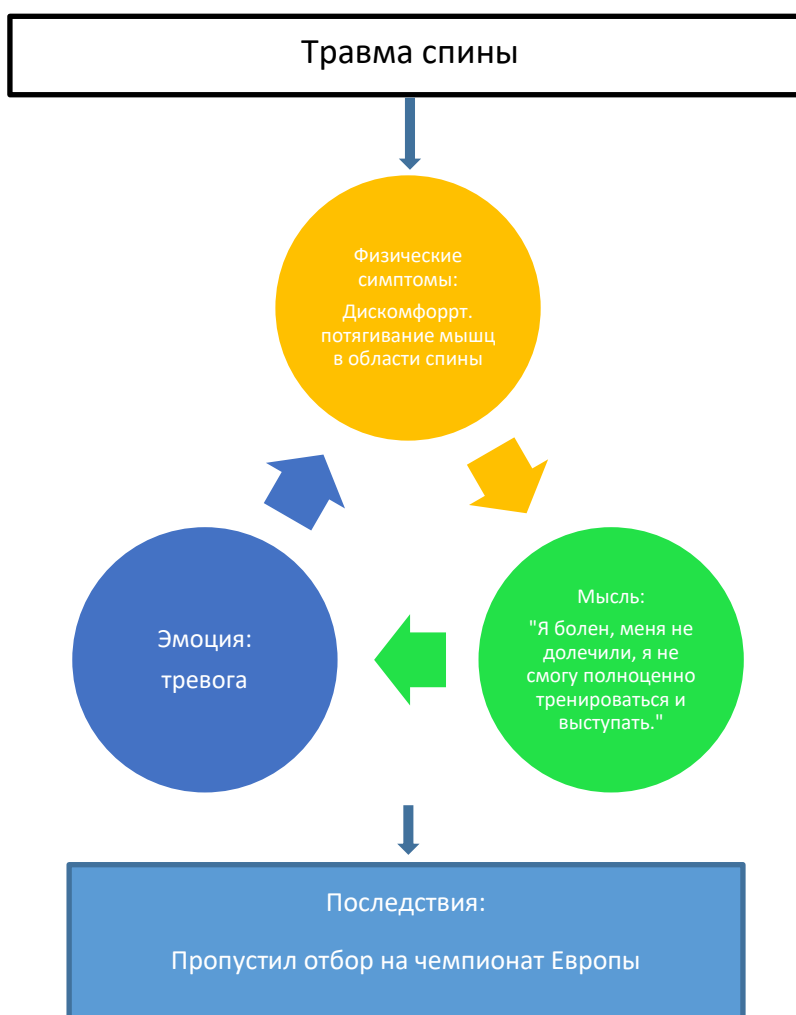 Травма спины
Физические
симптомы:
Дискомфоррт.
потягивание мышц
в области спины
Мысль:
"Я болен, меня не
долечили, я не
смогу полноценно
тренироваться и
выступать."
Эмоция:
тревога
Последствия:
Пропустил отбор на чемпионат Европы